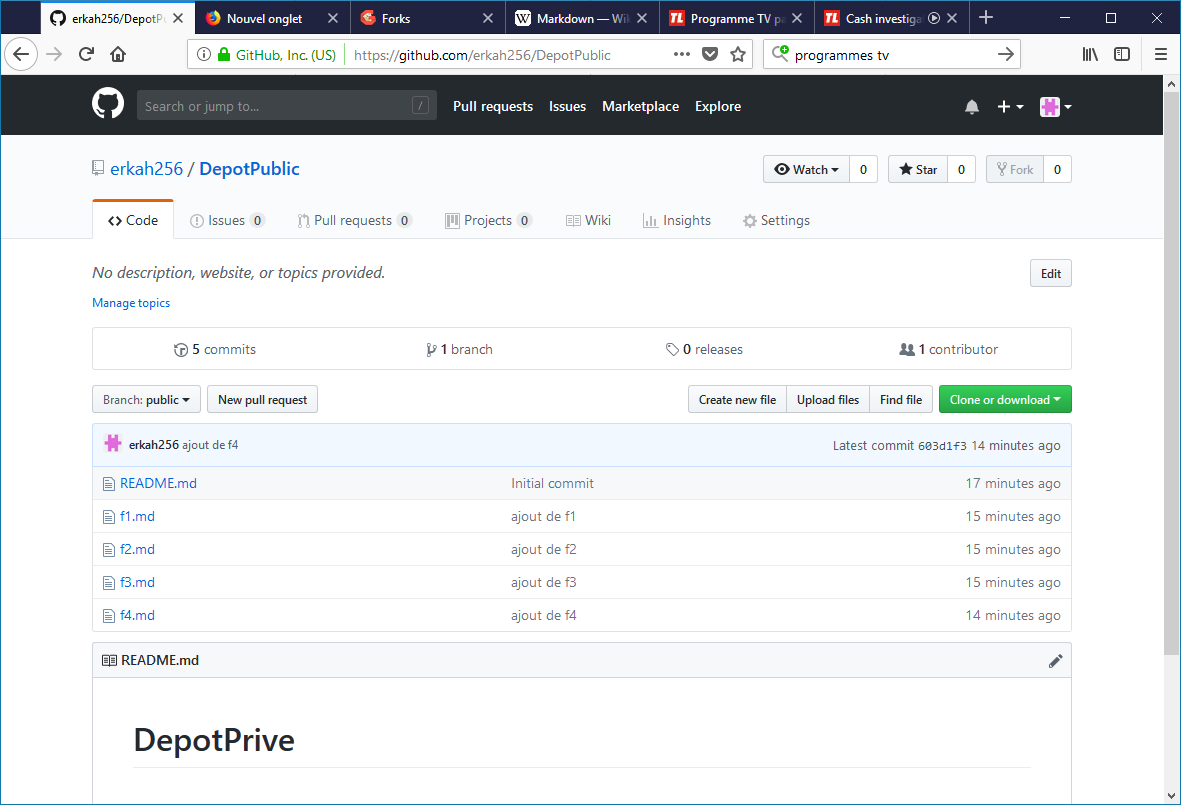 erkah256/DepotPu
Nouvel onglet
Forks
Markdown — Wiki
Programme TV pa
Cash investiga
GitHub, Inc. (US)
https://github.com/erkah256/DepotPublic
programmes tv
Search or jump to...
/
Pull requests
Issues
Marketplace
Explore
erkah256 / DepotPublic
Watch 0
Star 0
Fork 0
Code
Issues 0
Pull requests 0
Projects 0
Wiki
Insights
Settings
No description, website, or topics provided.
Edit
Manage topics
5 commits
1 branch
0 releases
1 contributor
Branch: public
New pull request
Create new file
Upload files
Find file
Clone or download
erkah256 ajout de f4
Latest commit 603d1f3 14 minutes ago
README.md Initial commit 17 minutes ago
f1.md ajout de f1 15 minutes ago
f2.md ajout de f2 15 minutes ago
f3.md ajout de f3 15 minutes ago
f4.md ajout de f4 14 minutes ago
README.md
DepotPrive